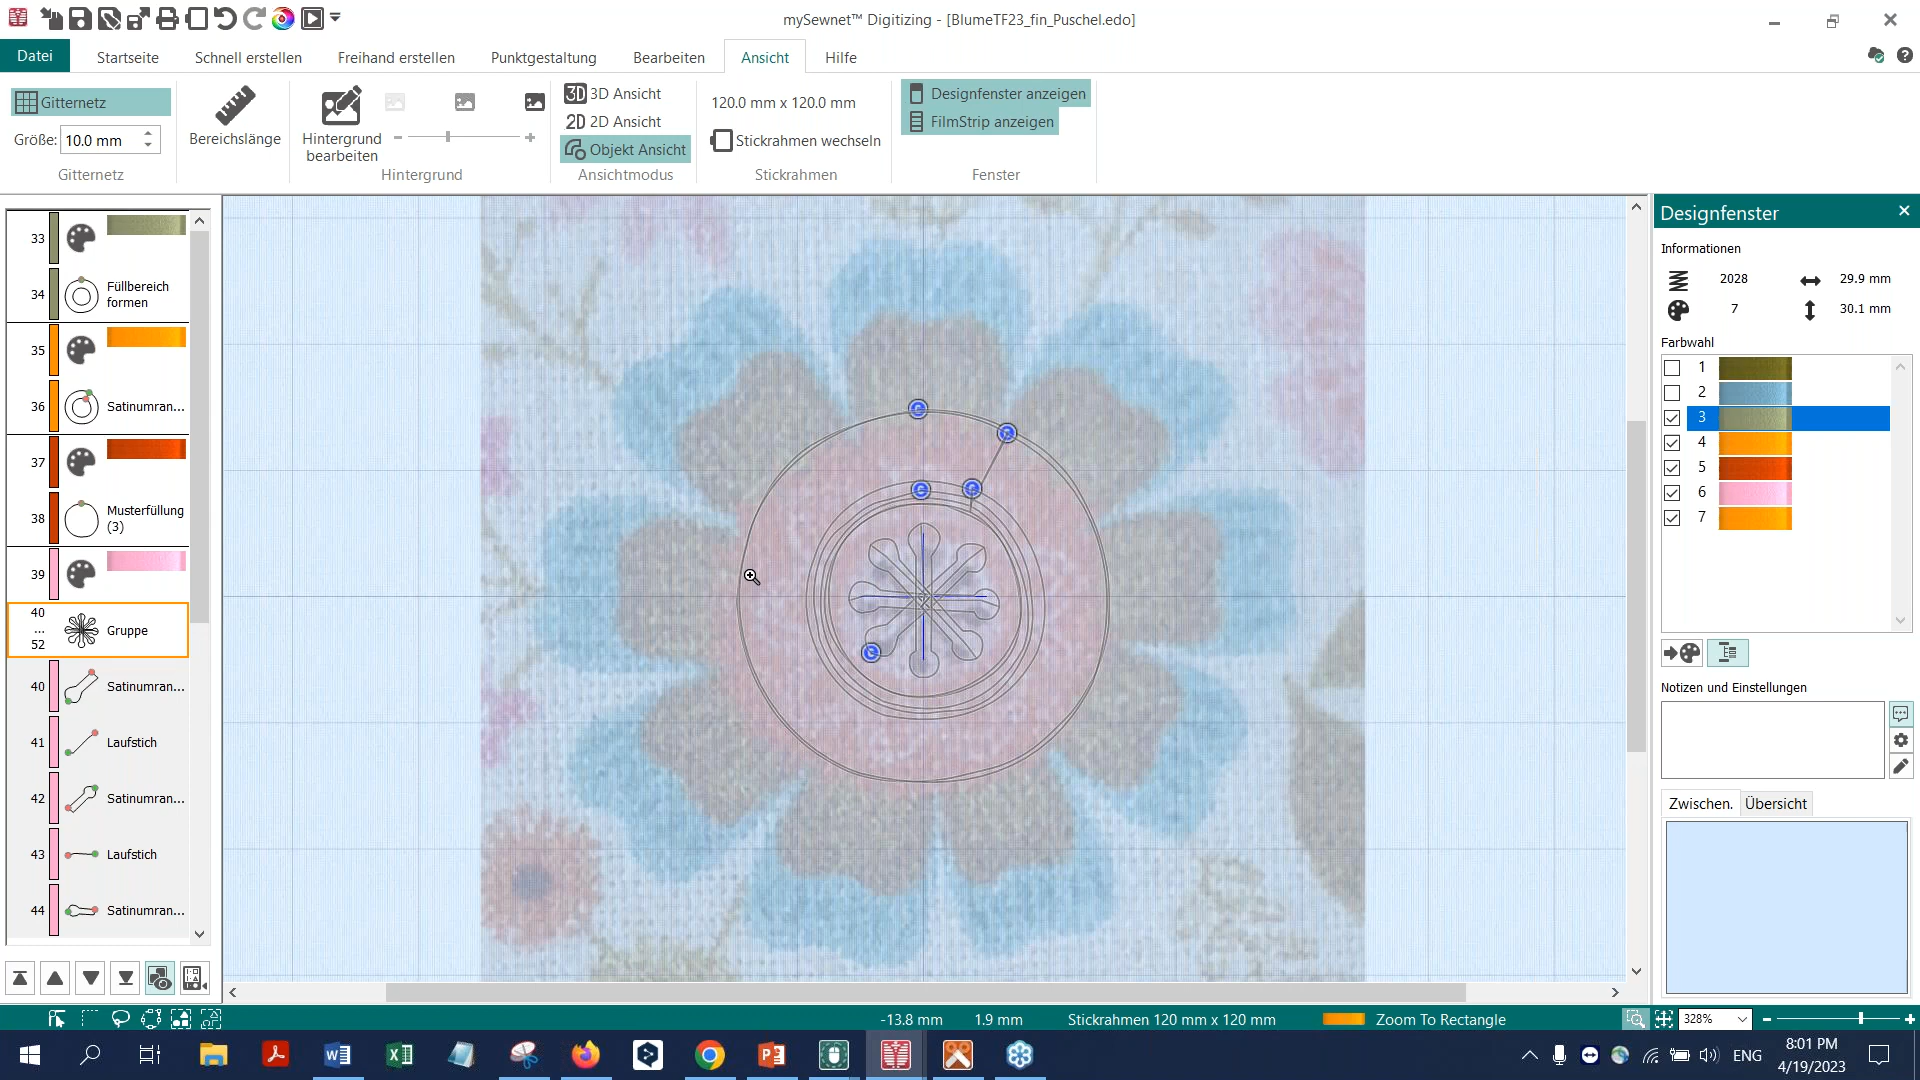 mySewnet™ Digitizing - [BlumeTF23_fin_Puschel.edo]
Datei Startseite Schnell erstellen Freihand erstellen Punktgestaltung Bearbeiten Ansicht Hilfe
Gitternetz
Größe: 10.0 mm
Gitternetz
Bereichslänge
Hintergrund
bearbeiten
Hintergrund
3D 3D Ansicht
2D 2D Ansicht
Objekt Ansicht
Ansichtmodus
120.0 mm x 120.0 mm
Stickrahmen wechseln
Stickrahmen
Designfenster anzeigen
FilmStrip anzeigen
Fenster
33
34 Füllbereich
formen
35
36 Satinumran...
37
38 Musterfüllung
(3)
39
40
...
52
Gruppe
40 Satinumran...
41 Laufstich
42 Satinumran...
43 Laufstich
44 Satinumran...
Designfenster
Informationen
2028 29.9 mm
7 30.1 mm
Farbwahl
1
2
3
4
5
6
7
Notizen und Einstellungen
Zwischen. Übersicht
-13.8 mm 1.9 mm Stickrahmen 120 mm x 120 mm Zoom To Rectangle 328%
ENG
8:01 PM
4/19/2023